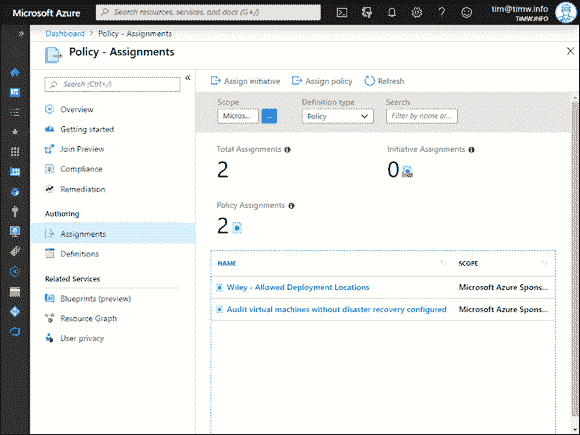 Microsoft Azure
Search resources, services, and docs (G+/)
tim@timw.info
TIMW.INFO
Dashboard > Policy - Assignments
Policy - Assignments
Search (Ctrl+/)
Overview
Getting started
Join Preview
Compliance
Remediation
Authoring
Assignments
Definitions
Related Services
Blueprints (preview)
Resource Graph
User privacy
Assign initiative
Assign policy
Refresh
Scope
Definition type
Search
Micros...
...
Policy
Filter by name or...
Total Assignments
2
Initiative Assignments
0
Policy Assignments
2
NAME
SCOPE
Wiley - Allowed Deployment Locations
Microsoft Azure Spons...
Audit virtual machines without disaster recovery configured
Microsoft Azure Spons...